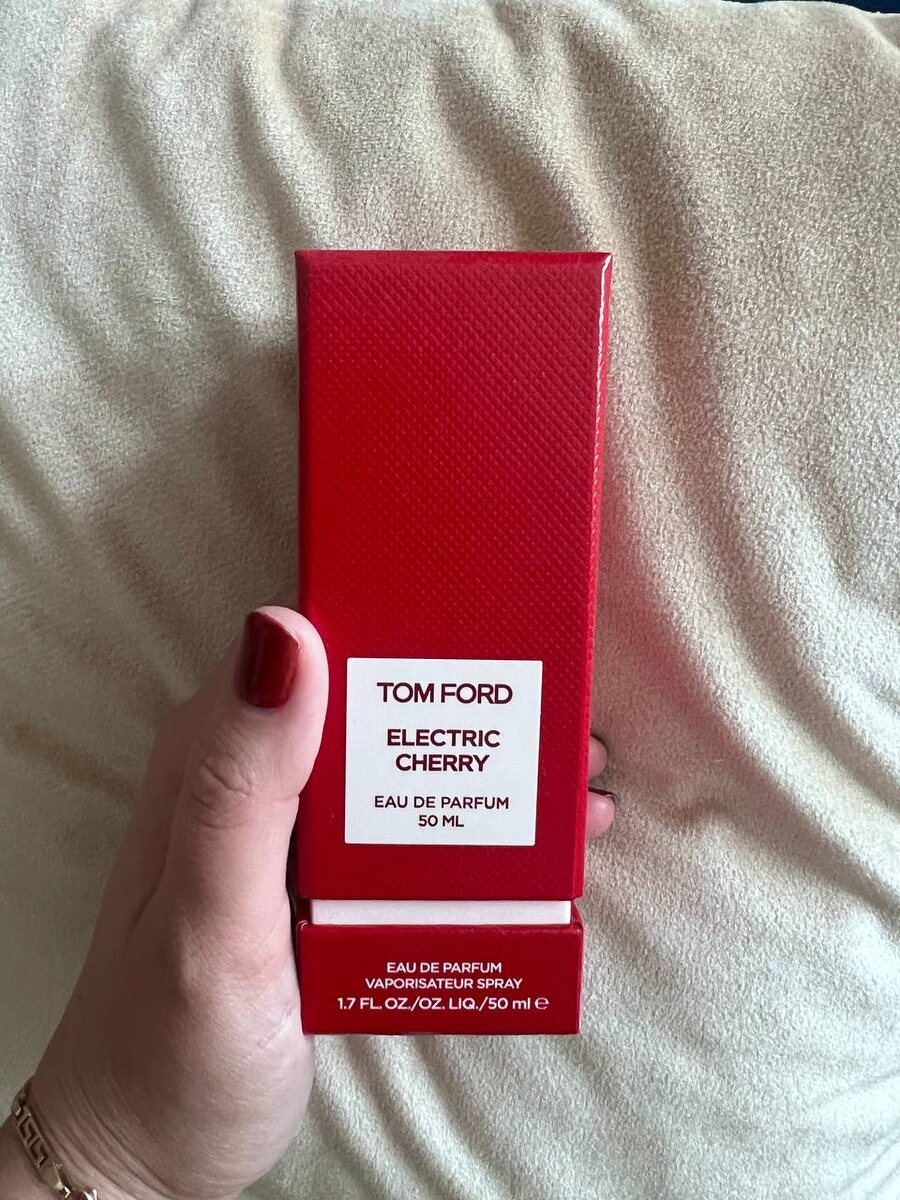 TOM FORD
ELECTRIC
CHERRY
EAU DE PARFUM
50 ML
EAU DE PARFUM
VAPORISATEUR SPRAY
1.7 FL. OZ./OZ. LIQ./50 ml ℮